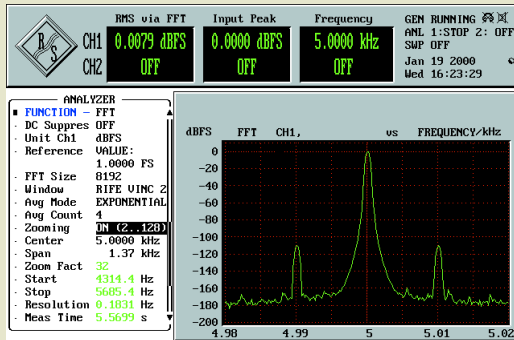 RMS via FFT Input Peak Frequency
GEN RUNNING
R S
CH1 0.0079 dBFS 0.0000 dBFS 5.0000 kHz
ANL 1:STOP 2: OFF
SWP OFF
CH2 OFF OFF OFF
Jan 19 2000
Wed 16:23:29
ANALYZER
FUNCTION - FFT
DC Suppres OFF
Unit Ch1 dBFS
Reference VALUE:
1.0000 FS
FFT Size 8192
Window RIFE VINC 2
Avg Mode EXPONENTIAL
Avg Count 4
Zooming ON (2..128)
Center 5.0000 kHz
Span 1.37 kHz
Zoom Fact 32
Start 4314.4 Hz
Stop 5685.4 Hz
Resolution 0.1831 Hz
Meas Time 5.5699 s
dBFS FFT CH1, vs FREQUENCY/kHz
0
-20
-40
-60
-80
-100
-120
-140
-160
-180
-200
4.98 4.99 5 5.01 5.02